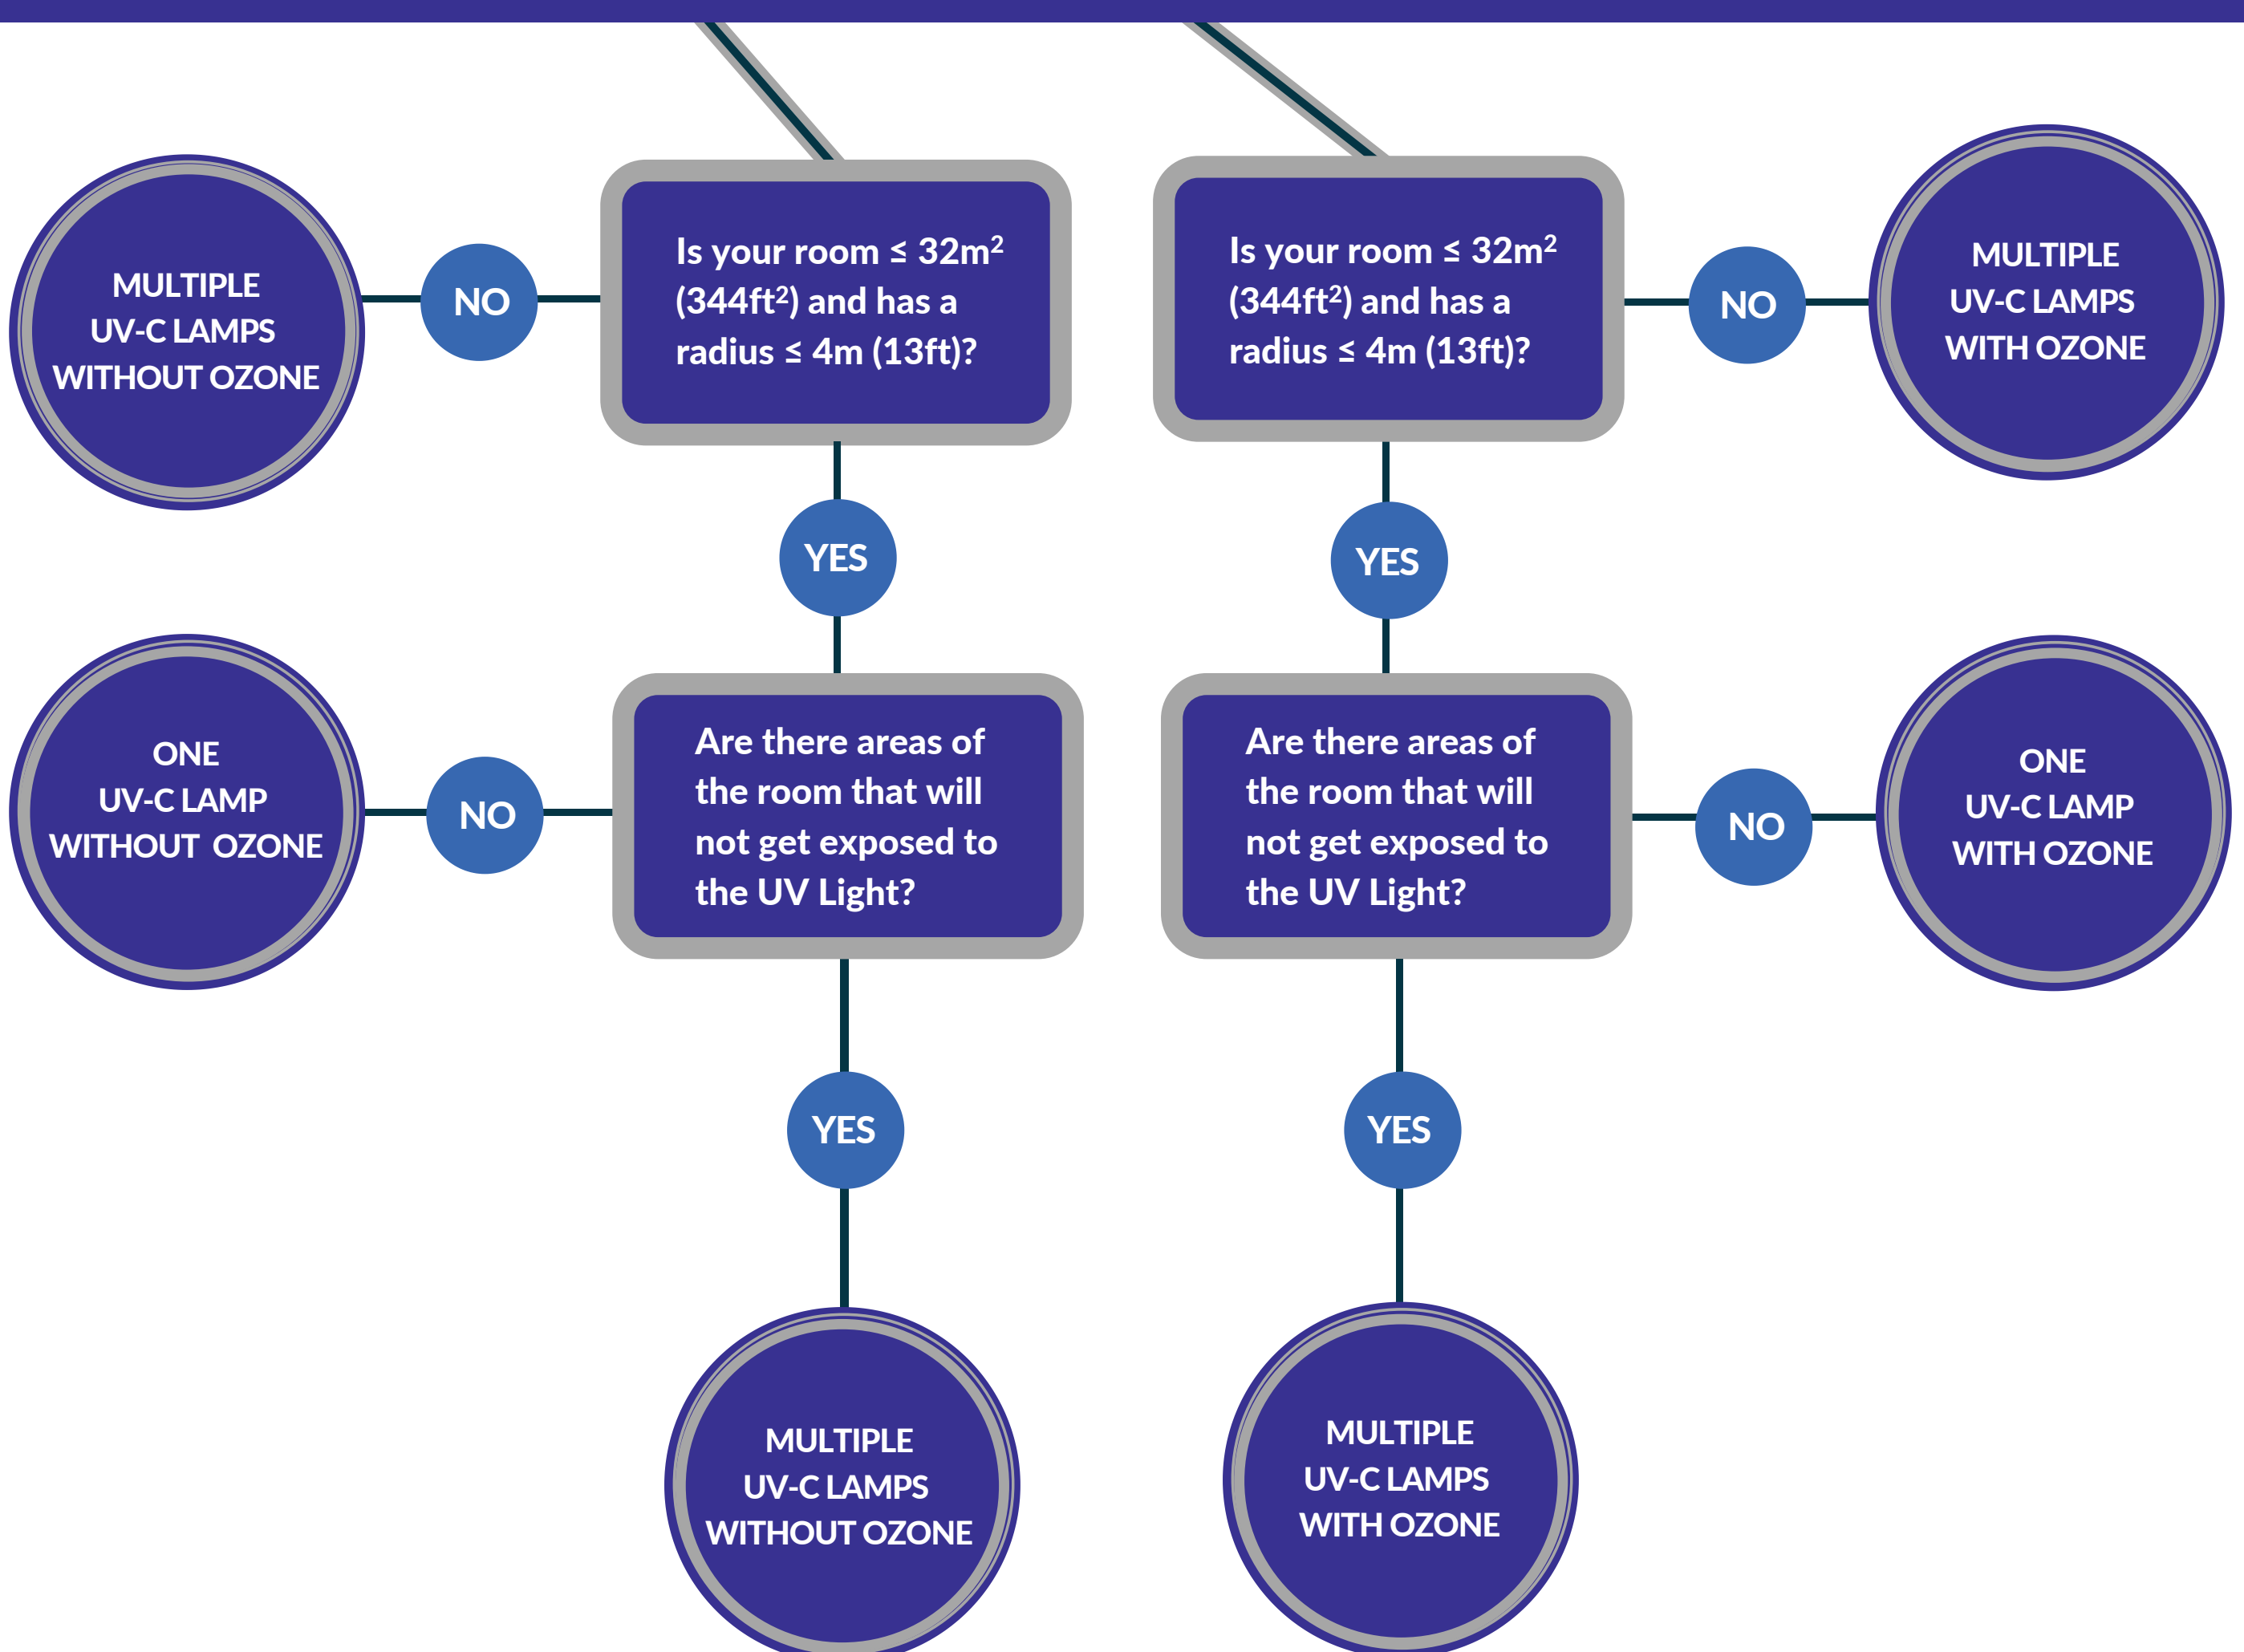 MULTIPLE
UV-C LAMPS
WITHOUT OZONE
NO
Is your room ≤ 32m²
(344ft²) and has a
radius ≤ 4m (13ft)?
Is your room ≤ 32m²
(344ft²) and has a
radius ≤ 4m (13ft)?
NO
MULTIPLE
UV-C LAMPS
WITH OZONE
YES
YES
ONE
UV-C LAMP
WITHOUT OZONE
NO
Are there areas of
the room that will
not get exposed to
the UV Light?
Are there areas of
the room that will
not get exposed to
the UV Light?
NO
ONE
UV-C LAMP
WITH OZONE
YES
YES
MULTIPLE
UV-C LAMPS
WITHOUT OZONE
MULTIPLE
UV-C LAMPS
WITH OZONE